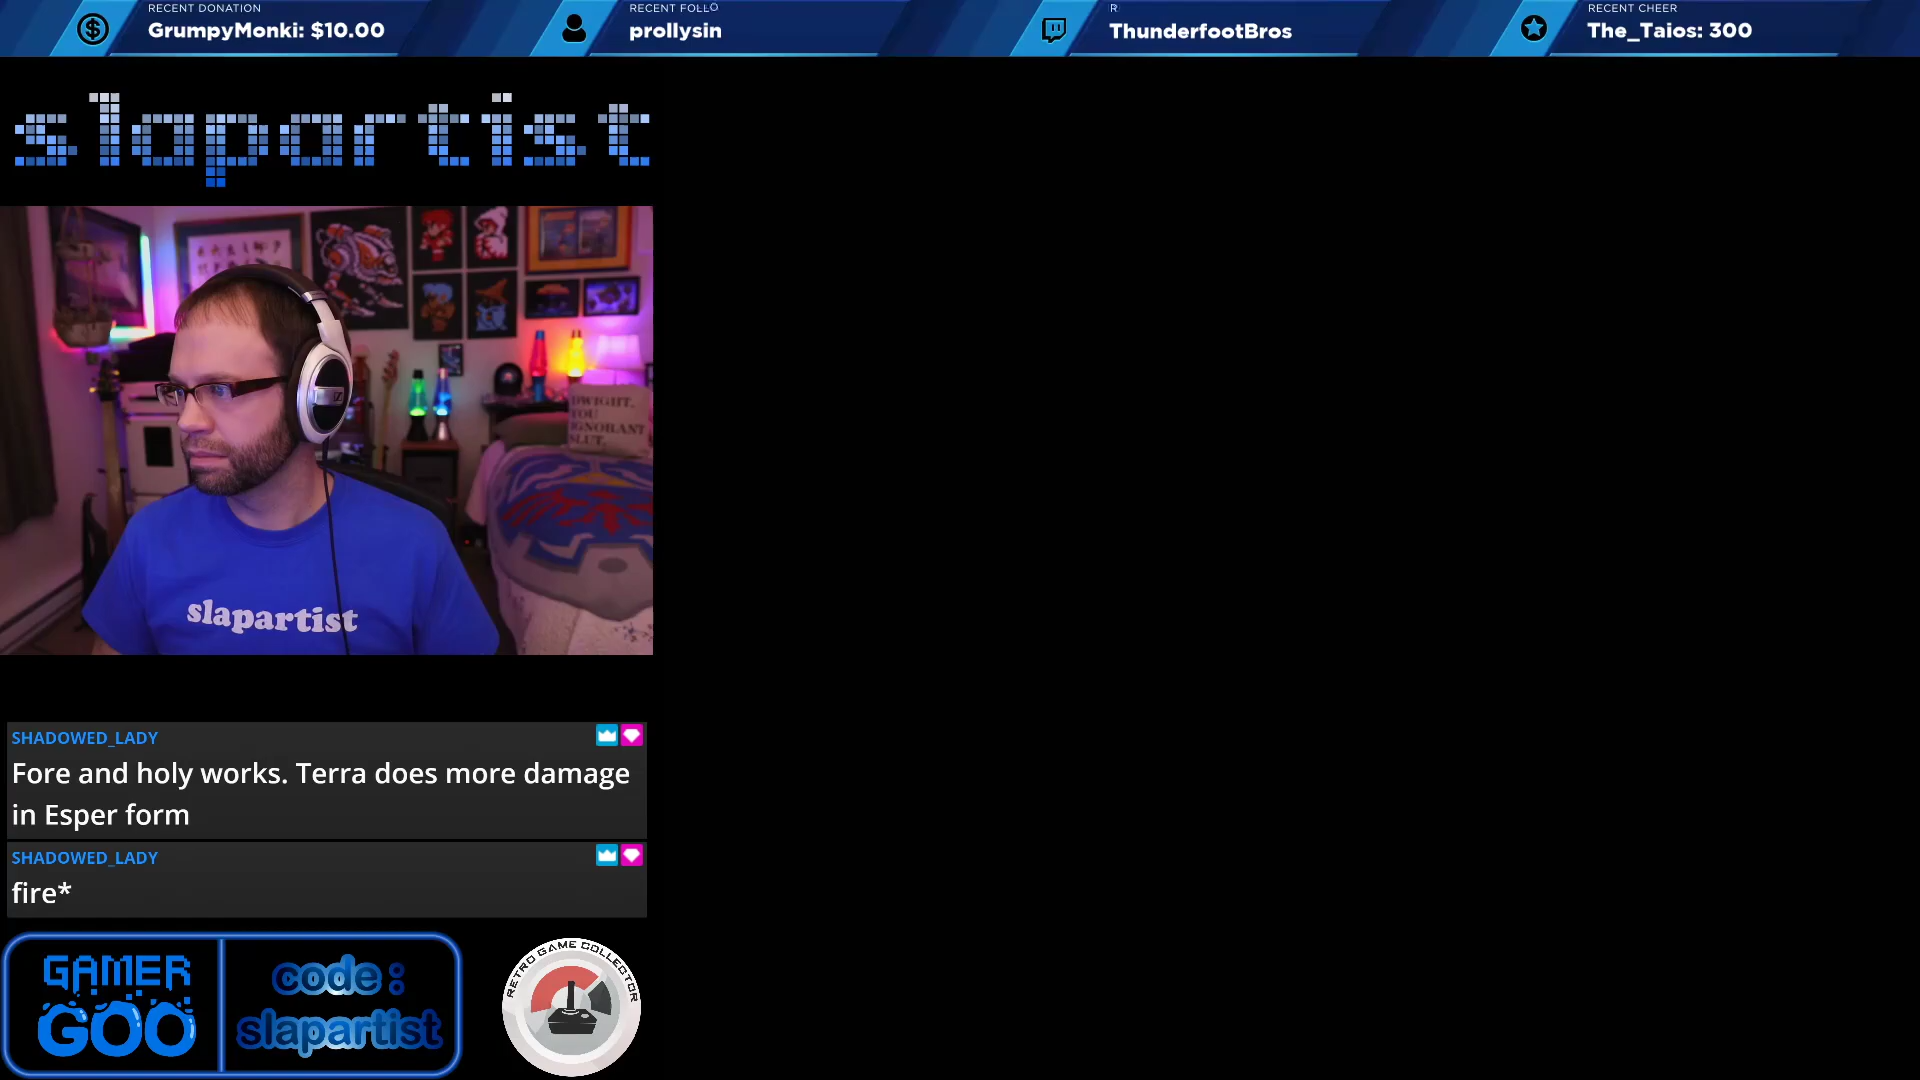 RECENT DONATION
GrumpyMonki: $10.00
RECENT FOLLO
prollysin
R
ThunderfootBros
RECENT CHEER
The_Taios: 300
slapartist
DWIGHT,
YOU
IGNORANT
SLUT.
slapartist
SHADOWED_LADY
Fore and holy works. Terra does more damage
in Esper form
SHADOWED_LADY
fire*
GAMER
GOO
code:
slapartist
RETRO GAME COLLECTOR